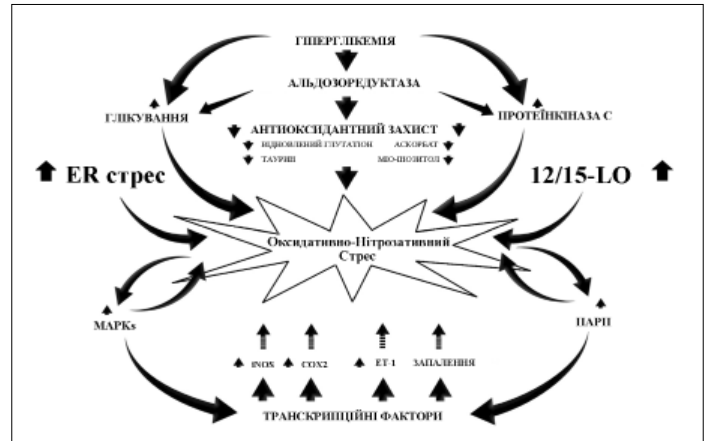 ГІПЕРГЛІКЕМІЯ
АЛЬДОЗОРЕДУКТАЗА
ГЛІКУВАННЯ
ПРОТЕЇНКІНАЗА С
АНТИОКСИДАНТНИЙ ЗАХИСТ
ВІДНОВЛЕНИЙ ГЛУТАТІОН АСКОРБАТ
ТАУРИН МІО-ІНОЗИТОЛ
ER стрес 12/15-LO
Оксидативно-Нітрозативний
Стрес
MAPKs ПАРП
iNOS COX2 ET-1 ЗАПАЛЕННЯ
ТРАНСКРИПЦІЙНІ ФАКТОРИ